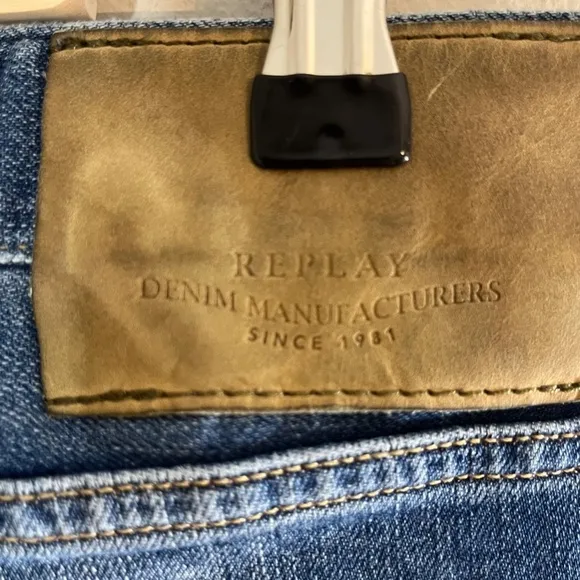 REPLAY
DENIM MANUFACTURERS
SINCE 1981